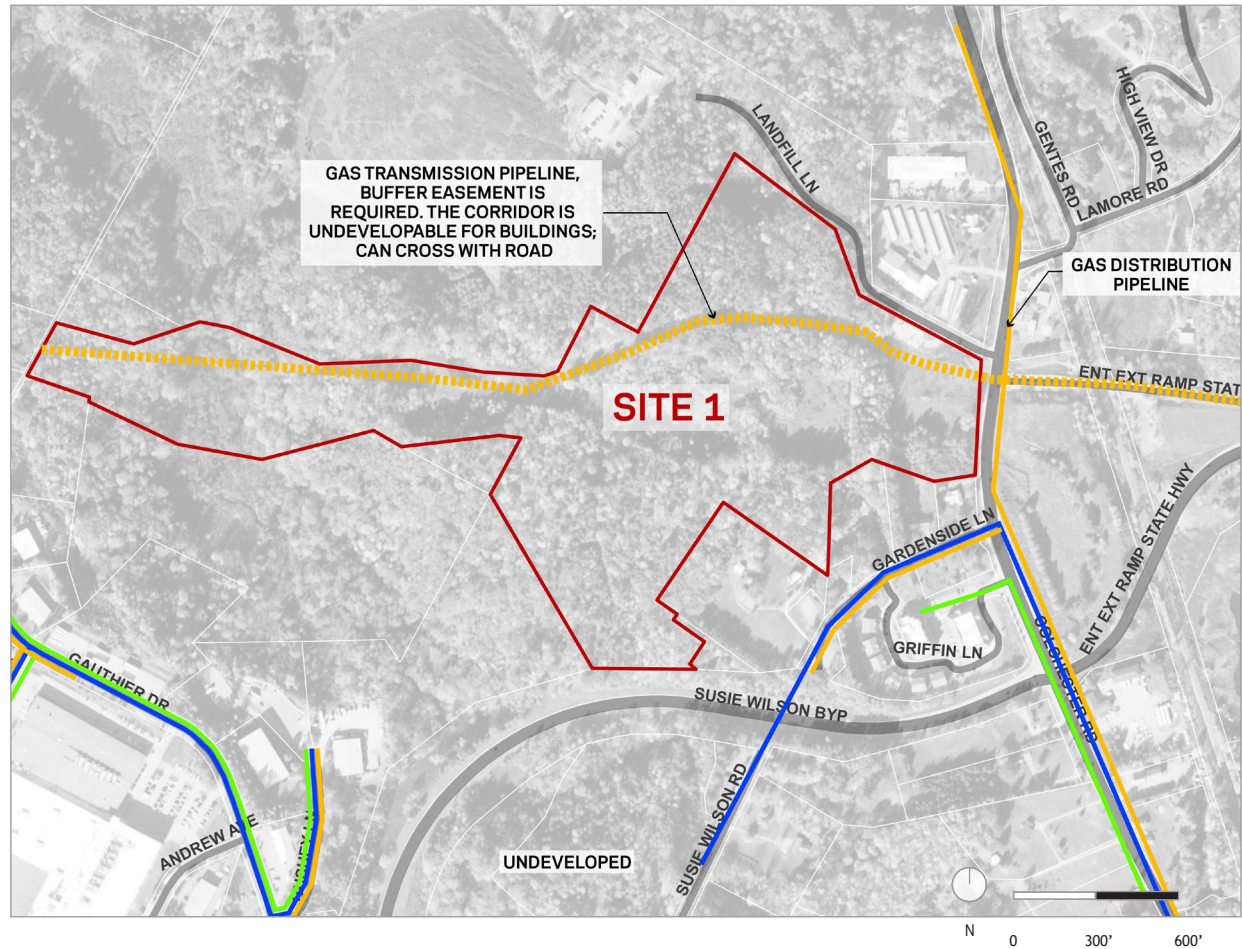 LANDFILL LN
HIGH VIEW DR
GENTES RD
LAMORE RD
GAS TRANSMISSION PIPELINE,
BUFFER EASEMENT IS
REQUIRED. THE CORRIDOR IS
UNDEVELOPABLE FOR BUILDINGS;
CAN CROSS WITH ROAD
GAS DISTRIBUTION
PIPELINE
ENT EXT RAMP STAT
SITE 1
ENT EXT RAMP STATE HWY
GARDENSIDE LN
GRIFFIN LN
COLCHESTER RD
GAUTHIER DR
SUSIE WILSON BYP
SUSIE WILSON RD
ANDREW AVE
UNDEVELOPED
N
0 300' 600'